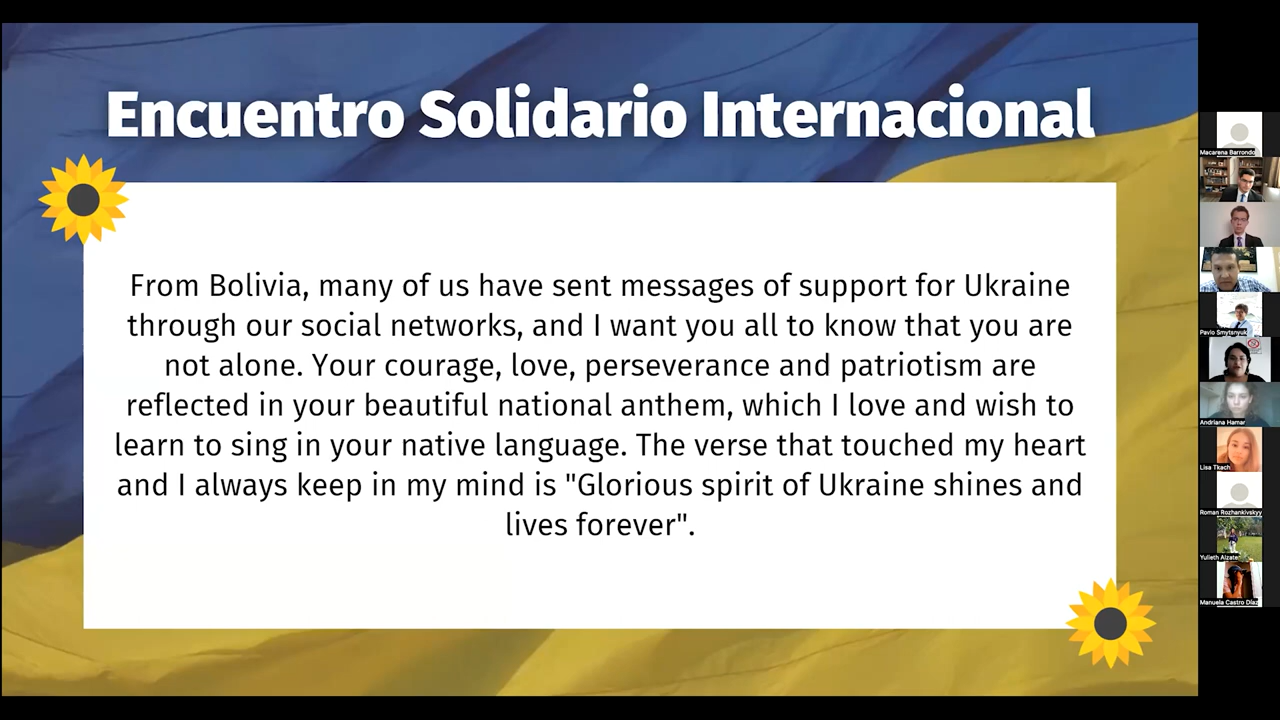 Encuentro Solidario Internacional
From Bolivia, many of us have sent messages of support for Ukraine
through our social networks, and I want you all to know that you are
not alone. Your courage, love, perseverance and patriotism are
reflected in your beautiful national anthem, which I love and wish to
learn to sing in your native language. The verse that touched my heart
and I always keep in my mind is "Glorious spirit of Ukraine shines and
lives forever".
Macarena Barrondo
Pavlo Smytsnyuk
Andriana Hamar
Lisa Tkach
Roman Rozhankivskyy
Yulieth Alzate
Manuela Castro Díaz